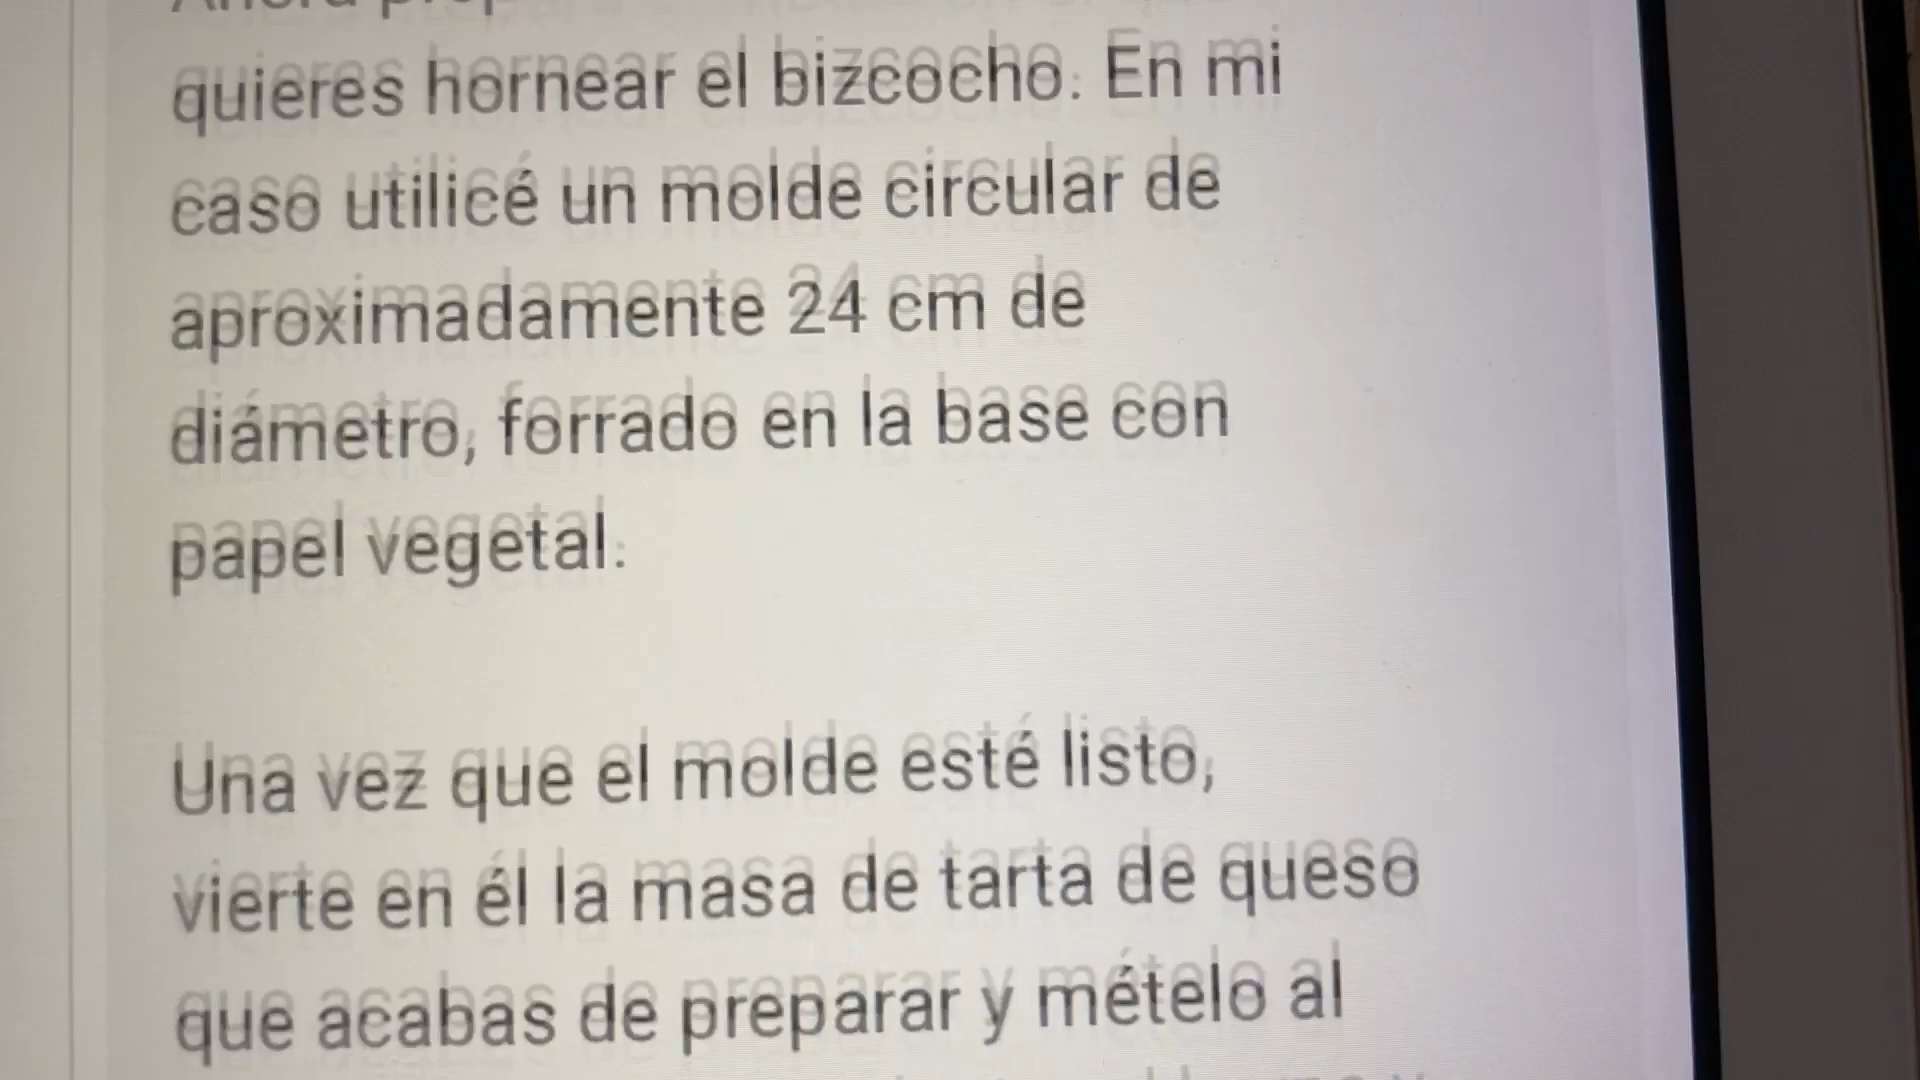 quieres hornear el bizcocho. En mi
caso utilicé un molde circular de
aproximadamente 24 cm de
diámetro, forrado en la base con
papel vegetal.
Una vez que el molde esté listo,
vierte en él la masa de tarta de queso
que acabas de preparar y mételo al